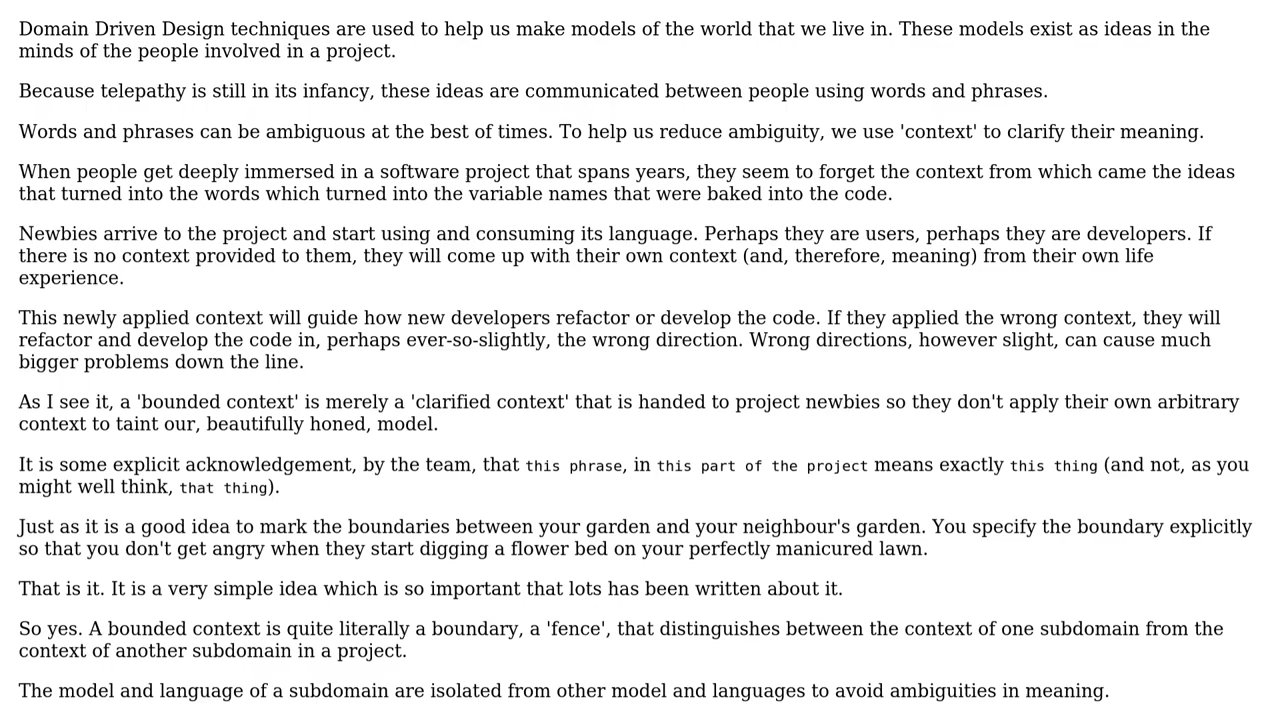 Domain Driven Design techniques are used to help us make models of the world that we live in. These models exist as ideas in the
minds of the people involved in a project.
Because telepathy is still in its infancy, these ideas are communicated between people using words and phrases.
Words and phrases can be ambiguous at the best of times. To help us reduce ambiguity, we use 'context' to clarify their meaning.
When people get deeply immersed in a software project that spans years, they seem to forget the context from which came the ideas
that turned into the words which turned into the variable names that were baked into the code.
Newbies arrive to the project and start using and consuming its language. Perhaps they are users, perhaps they are developers. If
there is no context provided to them, they will come up with their own context (and, therefore, meaning) from their own life
experience.
This newly applied context will guide how new developers refactor or develop the code. If they applied the wrong context, they will
refactor and develop the code in, perhaps ever-so-slightly, the wrong direction. Wrong directions, however slight, can cause much
bigger problems down the line.
As I see it, a 'bounded context' is merely a 'clarified context' that is handed to project newbies so they don't apply their own arbitrary
context to taint our, beautifully honed, model.
It is some explicit acknowledgement, by the team, that this phrase, in this part of the project means exactly this thing (and not, as you
might well think, that thing).
Just as it is a good idea to mark the boundaries between your garden and your neighbour's garden. You specify the boundary explicitly
so that you don't get angry when they start digging a flower bed on your perfectly manicured lawn.
That is it. It is a very simple idea which is so important that lots has been written about it.
So yes. A bounded context is quite literally a boundary, a 'fence', that distinguishes between the context of one subdomain from the
context of another subdomain in a project.
The model and language of a subdomain are isolated from other model and languages to avoid ambiguities in meaning.